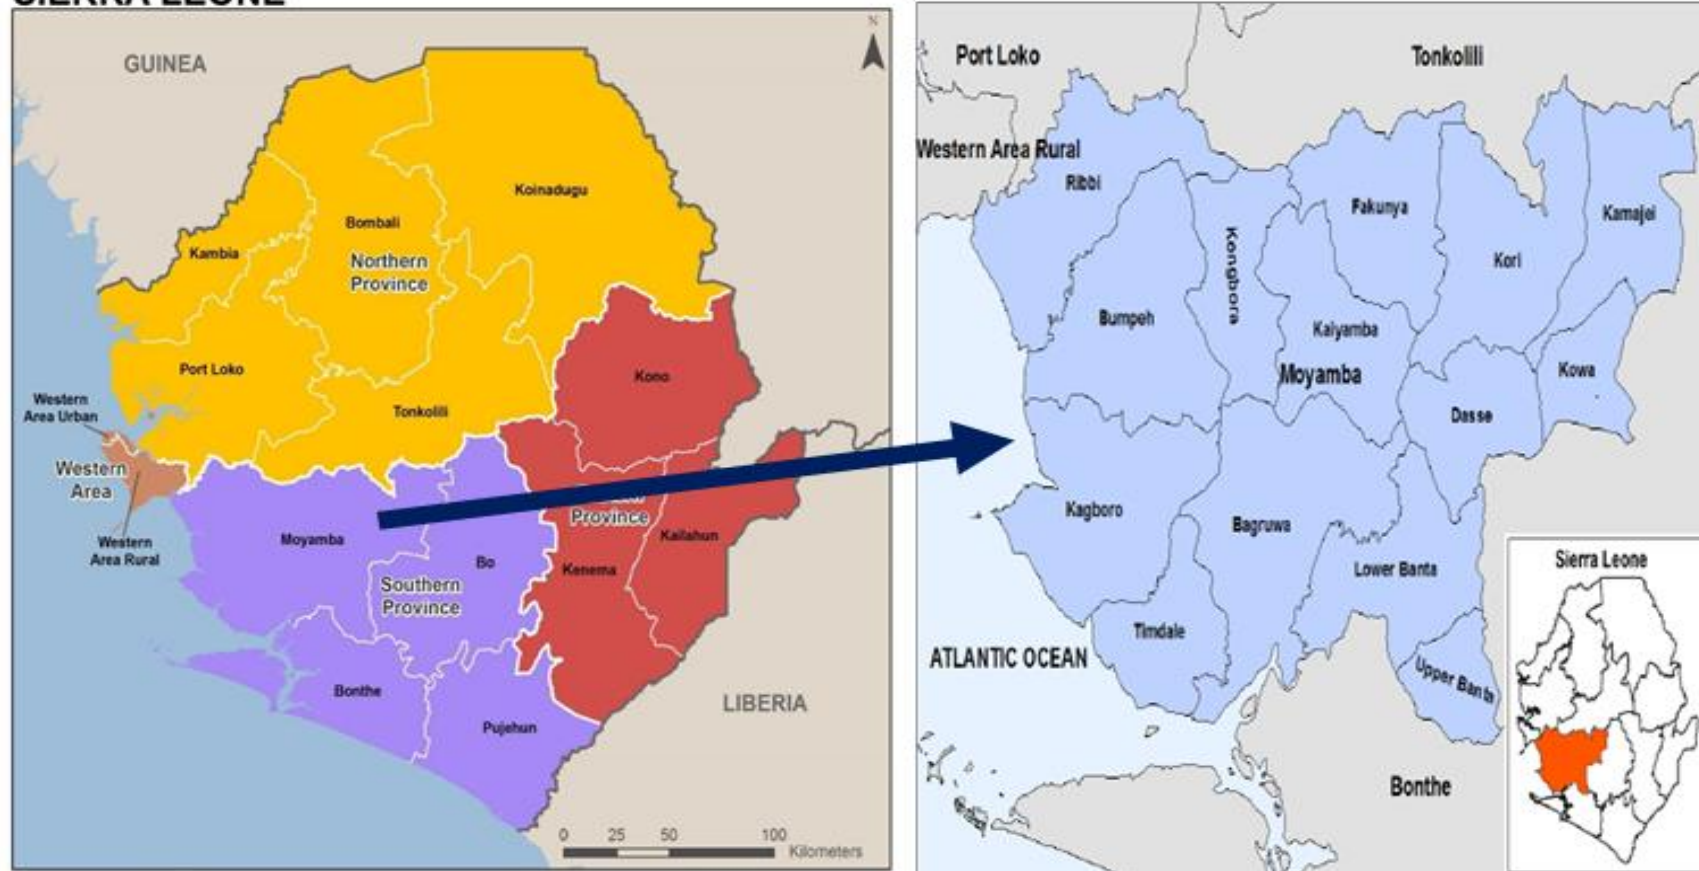 SIERRA LEONE
N
GUINEA
Koinadugu
Bombali
Kambia
Northern
Province
Port Loko
Kono
Western
Area Urban
Tonkolili
Western
Area
Province
Western
Area Rural
Moyamba
Kailahun
Bo
Kenema
Southern
Province
Bonthe
LIBERIA
Pujehun
0 25 50 100
Kilometers
Port Loko
Tonkolili
Western Area Rural
Ribbi
Fakunya
Kamajei
Kongbora
Kori
Bumpeh
Kaiyamba
Moyamba
Kowa
Dasse
Kagboro
Bagruwa
Lower Banta
Timdale
ATLANTIC OCEAN
Upper Banta
Bonthe
Sierra Leone